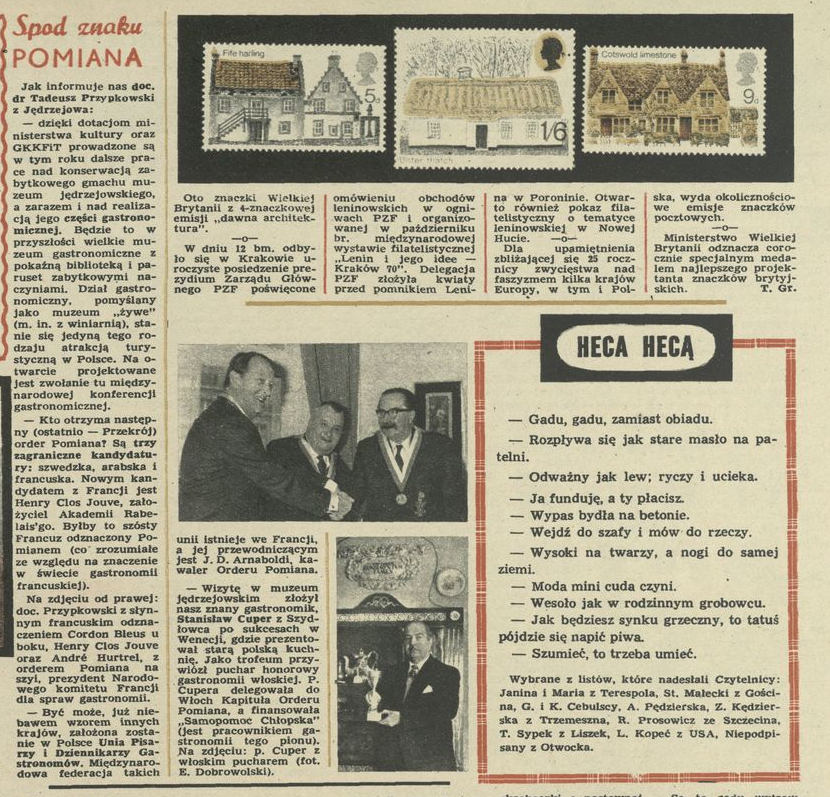 Spod znaku
POMIANA
Jak informuje nas doc.
dr Tadeusz Przypkowski
z Jędrzejowa:
— dzięki dotacjom mi-
nisterstwa kultury oraz
GKKFiT prowadzone są
w tym roku dalsze pra-
ce nad konserwacją za-
bytkowego gmachu mu-
zeum jędrzejowskiego,
a zarazem i nad realiza-
cją jego części gastrono-
micznej. Będzie to w
przyszłości wielkie mu-
zeum gastronomiczne z
pokaźną biblioteką i pa-
ruset zabytkowymi na-
czyniami. Dział gastro-
nomiczny, pomyślany
jako muzeum „żywe"
(m. in. z winiarnią), sta-
nie się jedyną tego ro-
dzaju atrakcją tury-
styczną w Polsce. Na o-
twarcie projektowane
jest zwołanie tu między-
narodowej konferencji
gastronomicznej.
— Kto otrzyma następ-
ny (ostatnio — Przekrój)
order Pomiana? Są trzy
zagraniczne kandydatu-
ry: szwedzka, arabska i
francuska. Nowym kan-
dydatem z Francji jest
Henry Clos Jouve, zało-
życiel Akademii Rabe-
lais'go. Byłby to szósty
Francuz odznaczony Po-
mianem (co zrozumiałe
ze względu na znaczenie
w świecie gastronomii
francuskiej).
Na zdjęciu od prawej:
doc. Przypkowski z słyn-
nym francuskim odzna-
czeniem Cordon Bleus u
boku, Henry Clos Jouve
oraz André Hurtrel, z
orderem Pomiana na
szyi, prezydent Narodo-
wego komitetu Francji
dla spraw gastronomii.
— Być może, już nie-
bawem wzorem innych
krajów, założona zosta-
nie w Polsce Unia Pisa-
rzy i Dziennikarzy Ga-
stronomów. Międzynaro-
dowa federacja takich
unii istnieje we Francji,
a jej przewodniczącym
jest J. D. Arnaboldi, ka-
waler Orderu Pomiana.
— Wizytę w muzeum
jędrzejowskim złożył
nasz znany gastronomik,
Stanisław Cuper z Szyd-
łowca po sukcesach w
Wenecji, gdzie prezento-
wał starą polską kuch-
nię. Jako trofeum przy-
wiózł puchar honorowy
gastronomii włoskiej. P.
Cupera delegowała do
Włoch Kapituła Orderu
Pomiana, a finansowała
„Samopomoc Chłopska"
(jest pracownikiem ga-
stronomii tego pionu).
Na zdjęciu: p. Cuper z
włoskim pucharem (fot.
E. Dobrowolski).
Fife harling
5d
Ulster thatch
1/6
Cotswold limestone
9d
Oto znaczki Wielkiej
Brytanii z 4-znaczkowej
emisji „dawna architek-
tura".
—o—
W dniu 12 bm. odby-
ło się w Krakowie u-
roczyste posiedzenie pre-
zydium Zarządu Głów-
nego PZF poświęcone
omówieniu obchodów
leninowskich w ogni-
wach PZF i organizo-
wanej w październiku
br. międzynarodowej
wystawie filatelistycznej
„Lenin i jego idee —
Kraków 70". Delegacja
PZF złożyła kwiaty
przed pomnikiem Leni-
na w Poroninie. Otwar-
to również pokaz fila-
telistyczny o tematyce
leninowskiej w Nowej
Hucie. —o—
Dla upamiętnienia
zbliżającej się 25 rocz-
nicy zwycięstwa nad
faszyzmem kilka krajów
Europy, w tym i Pol-
ska, wyda okoliczno­ścio-
we emisje znaczków
pocztowych.
—o—
Ministerstwo Wielkiej
Brytanii odznacza coro-
cznie specjalnym meda-
lem najlepszego projek-
tanta znaczków brytyj-
skich. T. Gr.
HECA HECĄ
— Gadu, gadu, zamiast obiadu.
— Rozpływa się jak stare masło na pa-
telni.
— Odważny jak lew; ryczy i ucieka.
— Ja funduję, a ty płacisz.
— Wypas bydła na betonie.
— Wejdź do szafy i mów do rzeczy.
— Wysoki na twarzy, a nogi do samej
ziemi.
— Moda mini cuda czyni.
— Wesoło jak w rodzinnym grobowcu.
— Jak będziesz synku grzeczny, to tatuś
pójdzie się napić piwa.
— Szumieć, to trzeba umieć.
Wybrane z listów, które nadesłali Czytelnicy:
Janina i Maria z Terespola, St. Małecki z Gości-
na, G. i K. Cebulscy, A. Pędzierska, Z. Kędzier-
ska z Trzemeszna, R. Prosowicz ze Szczecina,
T. Sypek z Liszek, L. Kopeć z USA, Niepodpi-
sany z Otwocka.